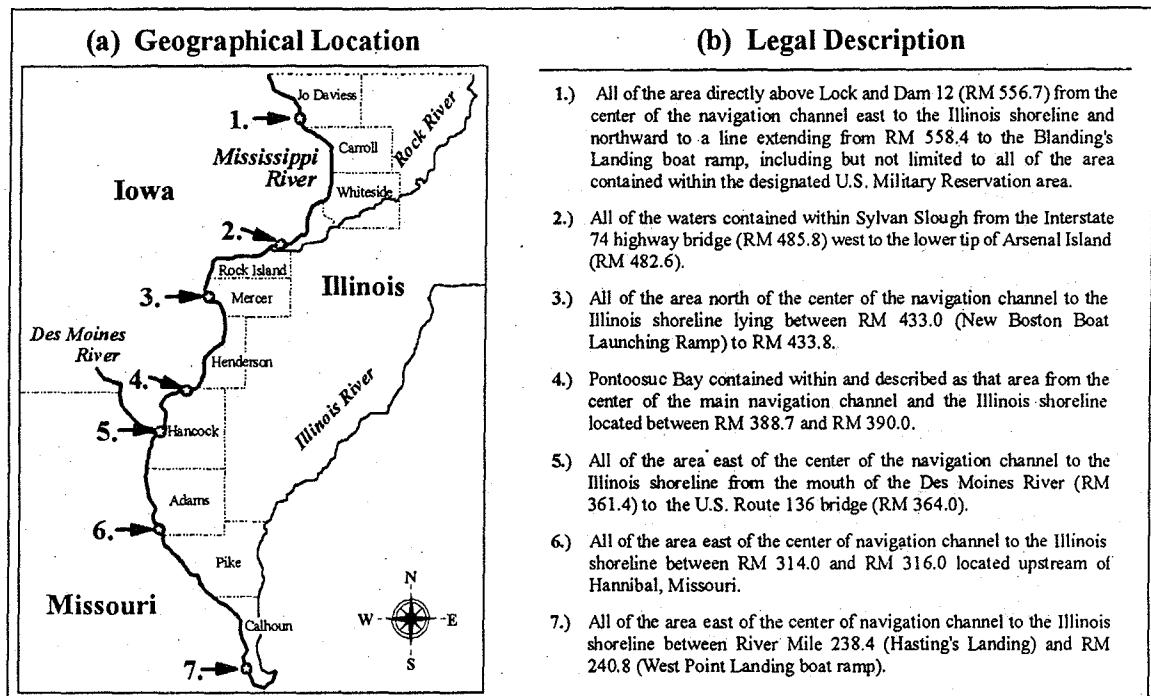 (a) Geographical Location
Jo Daviess
1.
Mississippi
River
Carroll
Rock River
Iowa
Whiteside
2.
Rock Island
Illinois
3.
Mercer
Des Moines
River
Henderson
4.
Illinois River
5.
Hancock
Adams
6.
Pike
Missouri
Calhoun
N
W
E
S
7.
(b) Legal Description
1.) All of the area directly above Lock and Dam 12 (RM 556.7) from the
center of the navigation channel east to the Illinois shoreline and
northward to a line extending from RM 558.4 to the Blanding's
Landing boat ramp, including but not limited to all of the area
contained within the designated U.S. Military Reservation area.
2.) All of the waters contained within Sylvan Slough from the Interstate
74 highway bridge (RM 485.8) west to the lower tip of Arsenal Island
(RM 482.6).
3.) All of the area north of the center of the navigation channel to the
Illinois shoreline lying between RM 433.0 (New Boston Boat
Launching Ramp) to RM 433.8.
4.) Pontoosuc Bay contained within and described as that area from the
center of the main navigation channel and the Illinois shoreline
located between RM 388.7 and RM 390.0.
5.) All of the area east of the center of the navigation channel to the
Illinois shoreline from the mouth of the Des Moines River (RM
361.4) to the U.S. Route 136 bridge (RM 364.0).
6.) All of the area east of the center of navigation channel to the Illinois
shoreline between RM 314.0 and RM 316.0 located upstream of
Hannibal, Missouri.
7.) All of the area east of the center of navigation channel to the Illinois
shoreline between River Mile 238.4 (Hasting's Landing) and RM
240.8 (West Point Landing boat ramp).